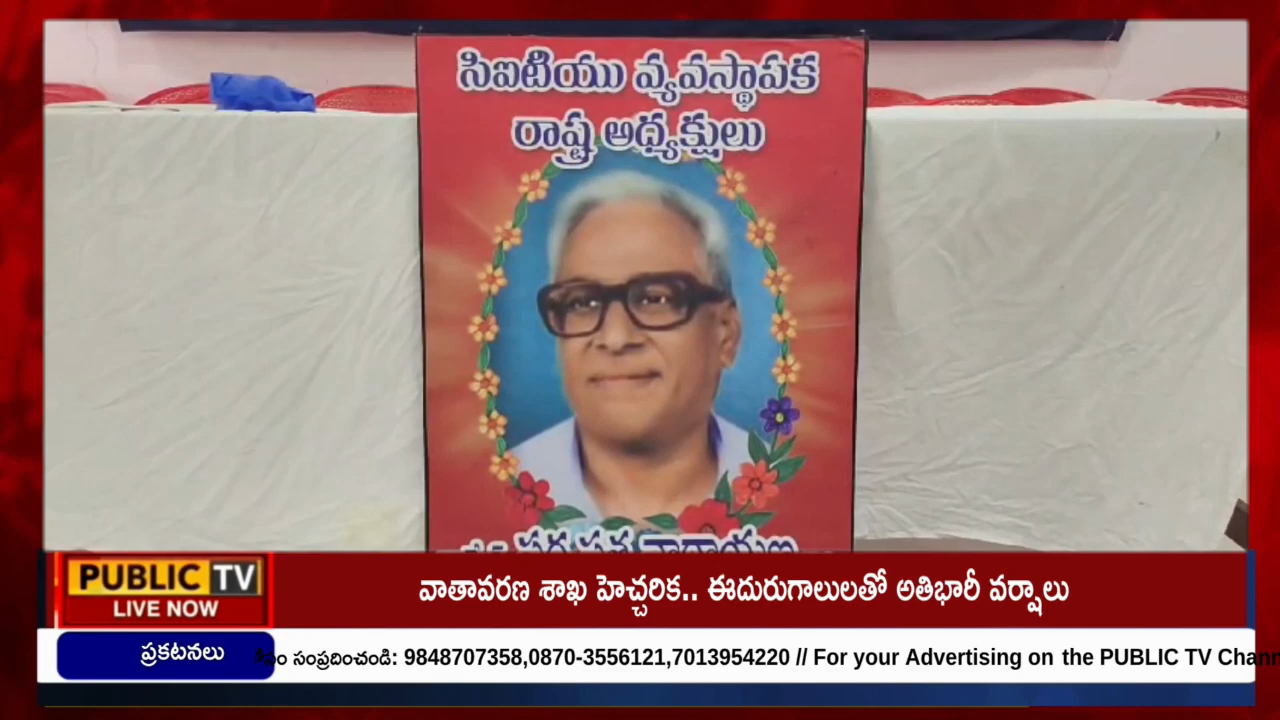 సిఐటియు వ్యవస్థాపక
రాష్ట్ర అధ్యక్షులు
PUBLIC TV
LIVE NOW
వాతావరణ శాఖ హెచ్చరిక.. ఈదురుగాలులతో అతిభారీ వర్షాలు
ప్రకటనలు
సంప్రదించండి: 9848707358,0870-3556121,7013954220 // For your Advertising on the PUBLIC TV